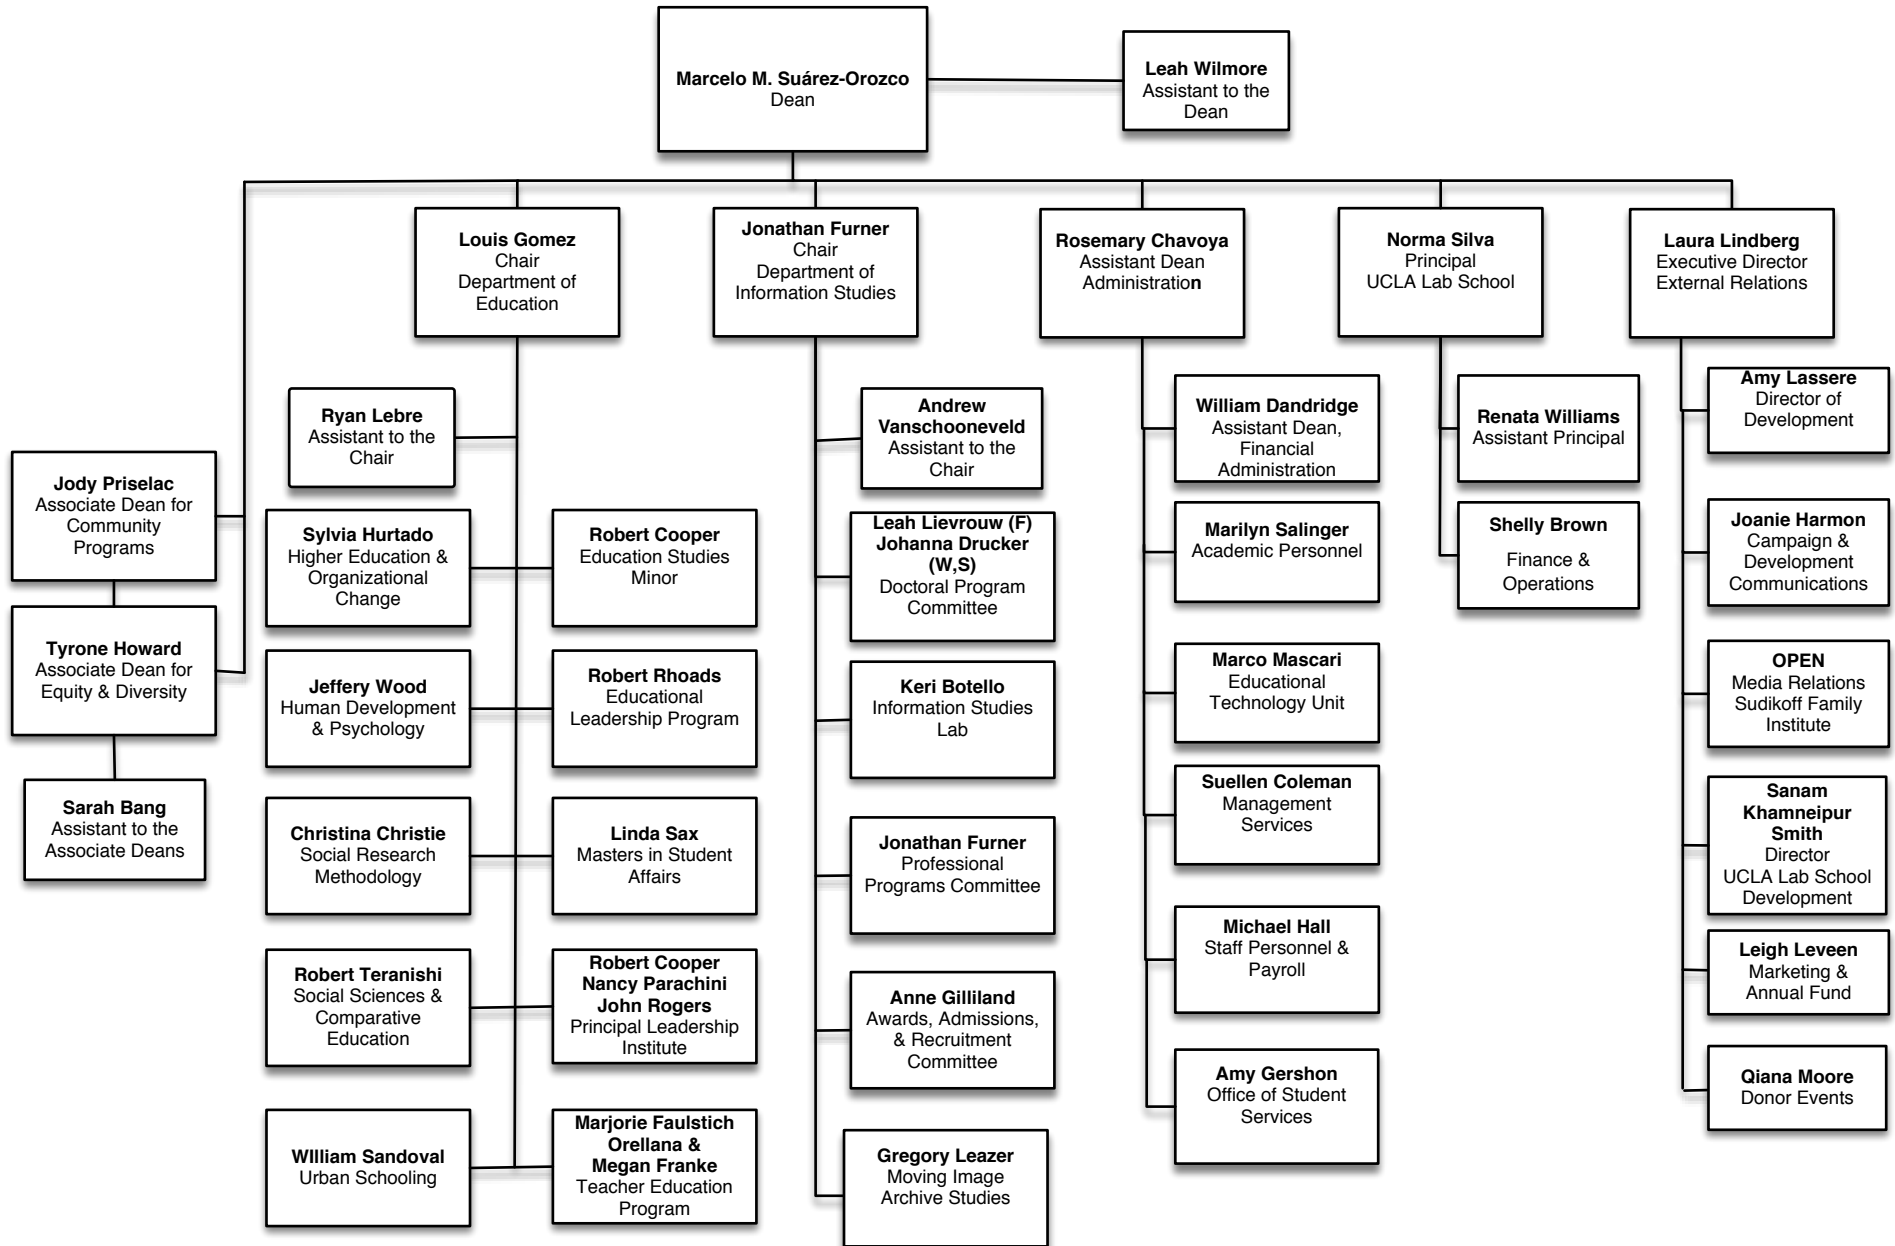 Marcelo M. Suárez-Orozco
Dean
Leah Wilmore
Assistant to the
Dean
Louis Gomez
Chair
Department of
Education
Jonathan Furner
Chair
Department of
Information Studies
Rosemary Chavoya
Assistant Dean
Administration
Norma Silva
Principal
UCLA Lab School
Laura Lindberg
Executive Director
External Relations
Jody Priselac
Associate Dean for
Community
Programs
Tyrone Howard
Associate Dean for
Equity & Diversity
Sarah Bang
Assistant to the
Associate Deans
Ryan Lebre
Assistant to the
Chair
Sylvia Hurtado
Higher Education &
Organizational
Change
Robert Cooper
Education Studies
Minor
Jeffery Wood
Human Development
& Psychology
Robert Rhoads
Educational
Leadership Program
Christina Christie
Social Research
Methodology
Linda Sax
Masters in Student
Affairs
Robert Teranishi
Social Sciences &
Comparative
Education
Robert Cooper
Nancy Parachini
John Rogers
Principal Leadership
Institute
WIlliam Sandoval
Urban Schooling
Marjorie Faulstich
Orellana &
Megan Franke
Teacher Education
Program
Andrew
Vanschooneveld
Assistant to the
Chair
Leah Lievrouw (F)
Johanna Drucker
(W,S)
Doctoral Program
Committee
Keri Botello
Information Studies
Lab
Jonathan Furner
Professional
Programs Committee
Anne Gilliland
Awards, Admissions,
& Recruitment
Committee
Gregory Leazer
Moving Image
Archive Studies
William Dandridge
Assistant Dean,
Financial
Administration
Marilyn Salinger
Academic Personnel
Marco Mascari
Educational
Technology Unit
Suellen Coleman
Management
Services
Michael Hall
Staff Personnel &
Payroll
Amy Gershon
Office of Student
Services
Renata Williams
Assistant Principal
Shelly Brown
Finance &
Operations
Amy Lassere
Director of
Development
Joanie Harmon
Campaign &
Development
Communications
OPEN
Media Relations
Sudikoff Family
Institute
Sanam
Khamneipur
Smith
Director
UCLA Lab School
Development
Leigh Leveen
Marketing &
Annual Fund
Qiana Moore
Donor Events